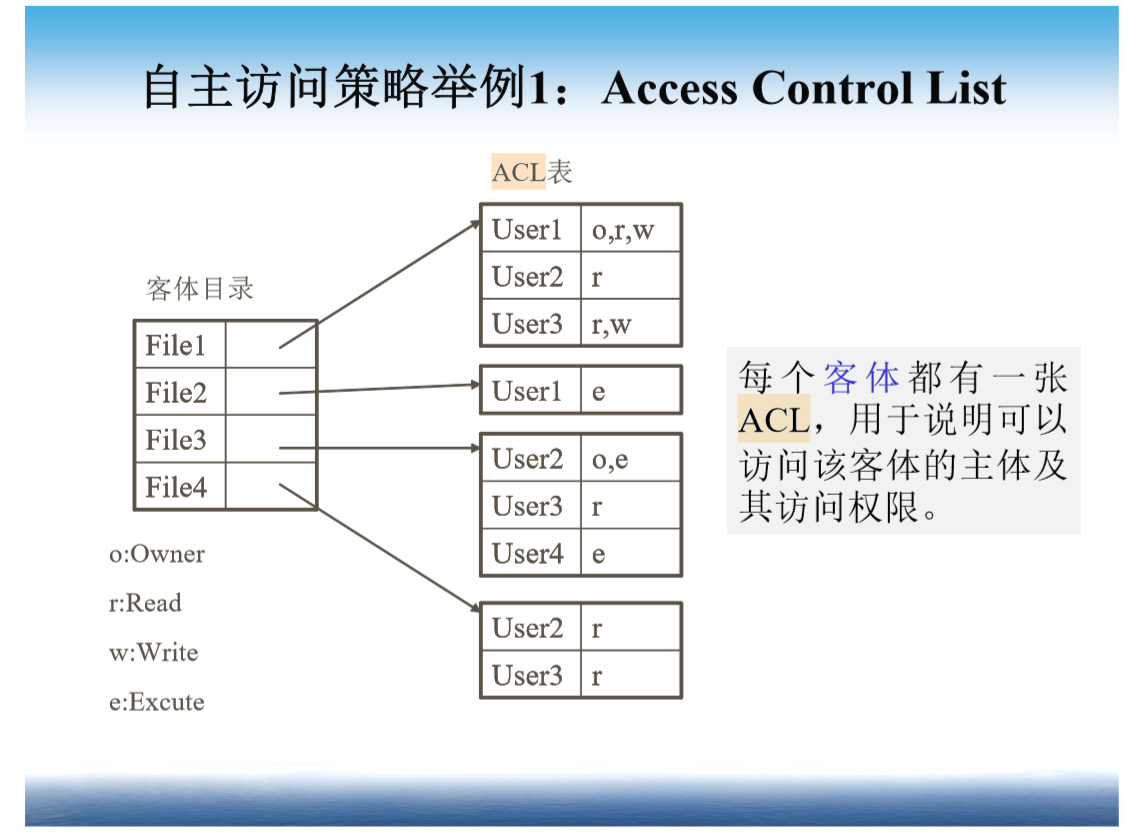 自主访问策略举例1：Access Control List
ACL表
User1 o,r,w
User2 r
User3 r,w
客体目录
File1
File2
File3
File4
User1 e
User2 o,e
User3 r
User4 e
User2 r
User3 r
每个客体都有一张
ACL，用于说明可以
访问该客体的主体及
其访问权限。
o:Owner
r:Read
w:Write
e:Excute